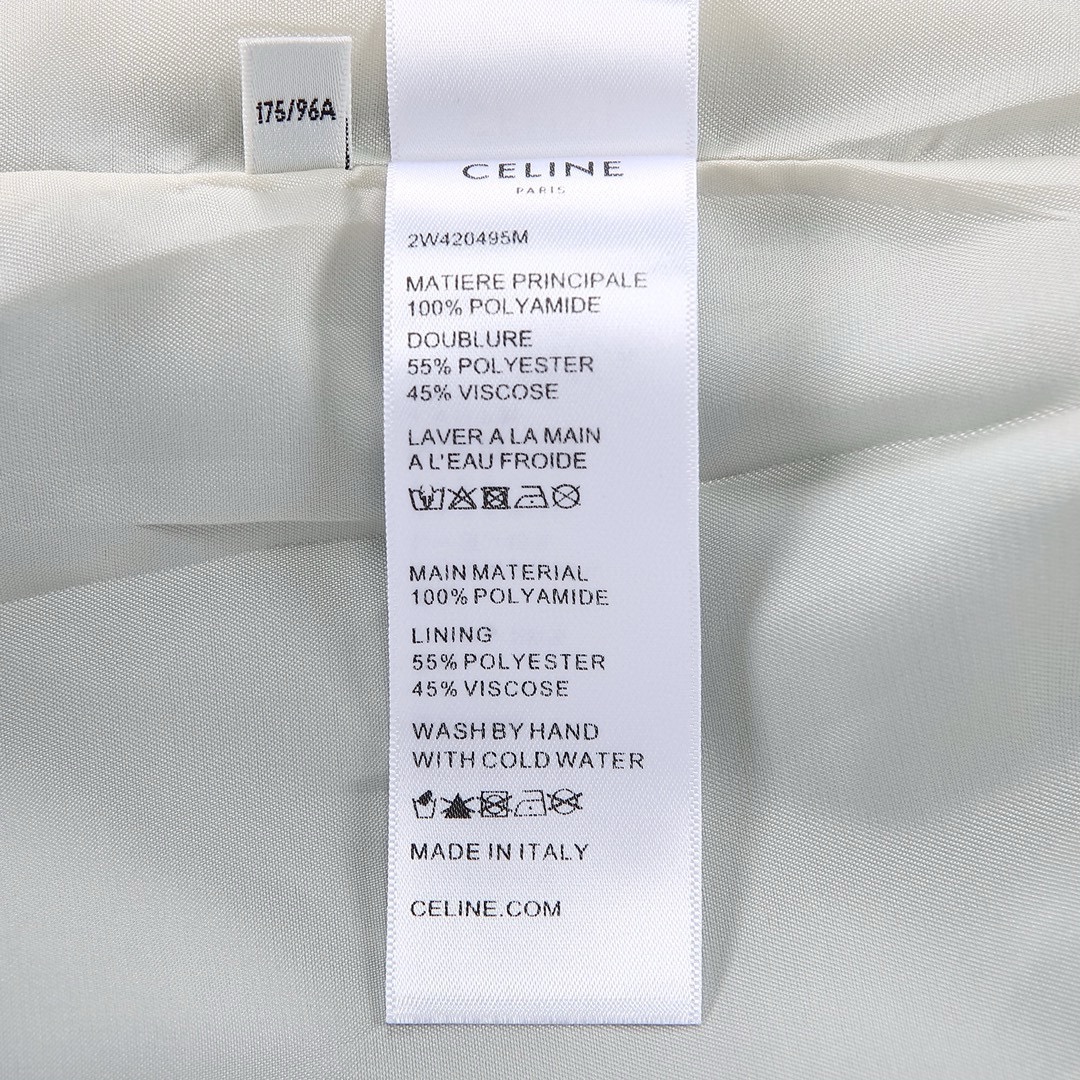 175/96A
CELINE
PARIS
2W420495M
MATIERE PRINCIPALE
100% POLYAMIDE
DOUBLURE
55% POLYESTER
45% VISCOSE
LAVER A LA MAIN
A L'EAU FROIDE
MAIN MATERIAL
100% POLYAMIDE
LINING
55% POLYESTER
45% VISCOSE
WASH BY HAND
WITH COLD WATER
MADE IN ITALY
CELINE.COM